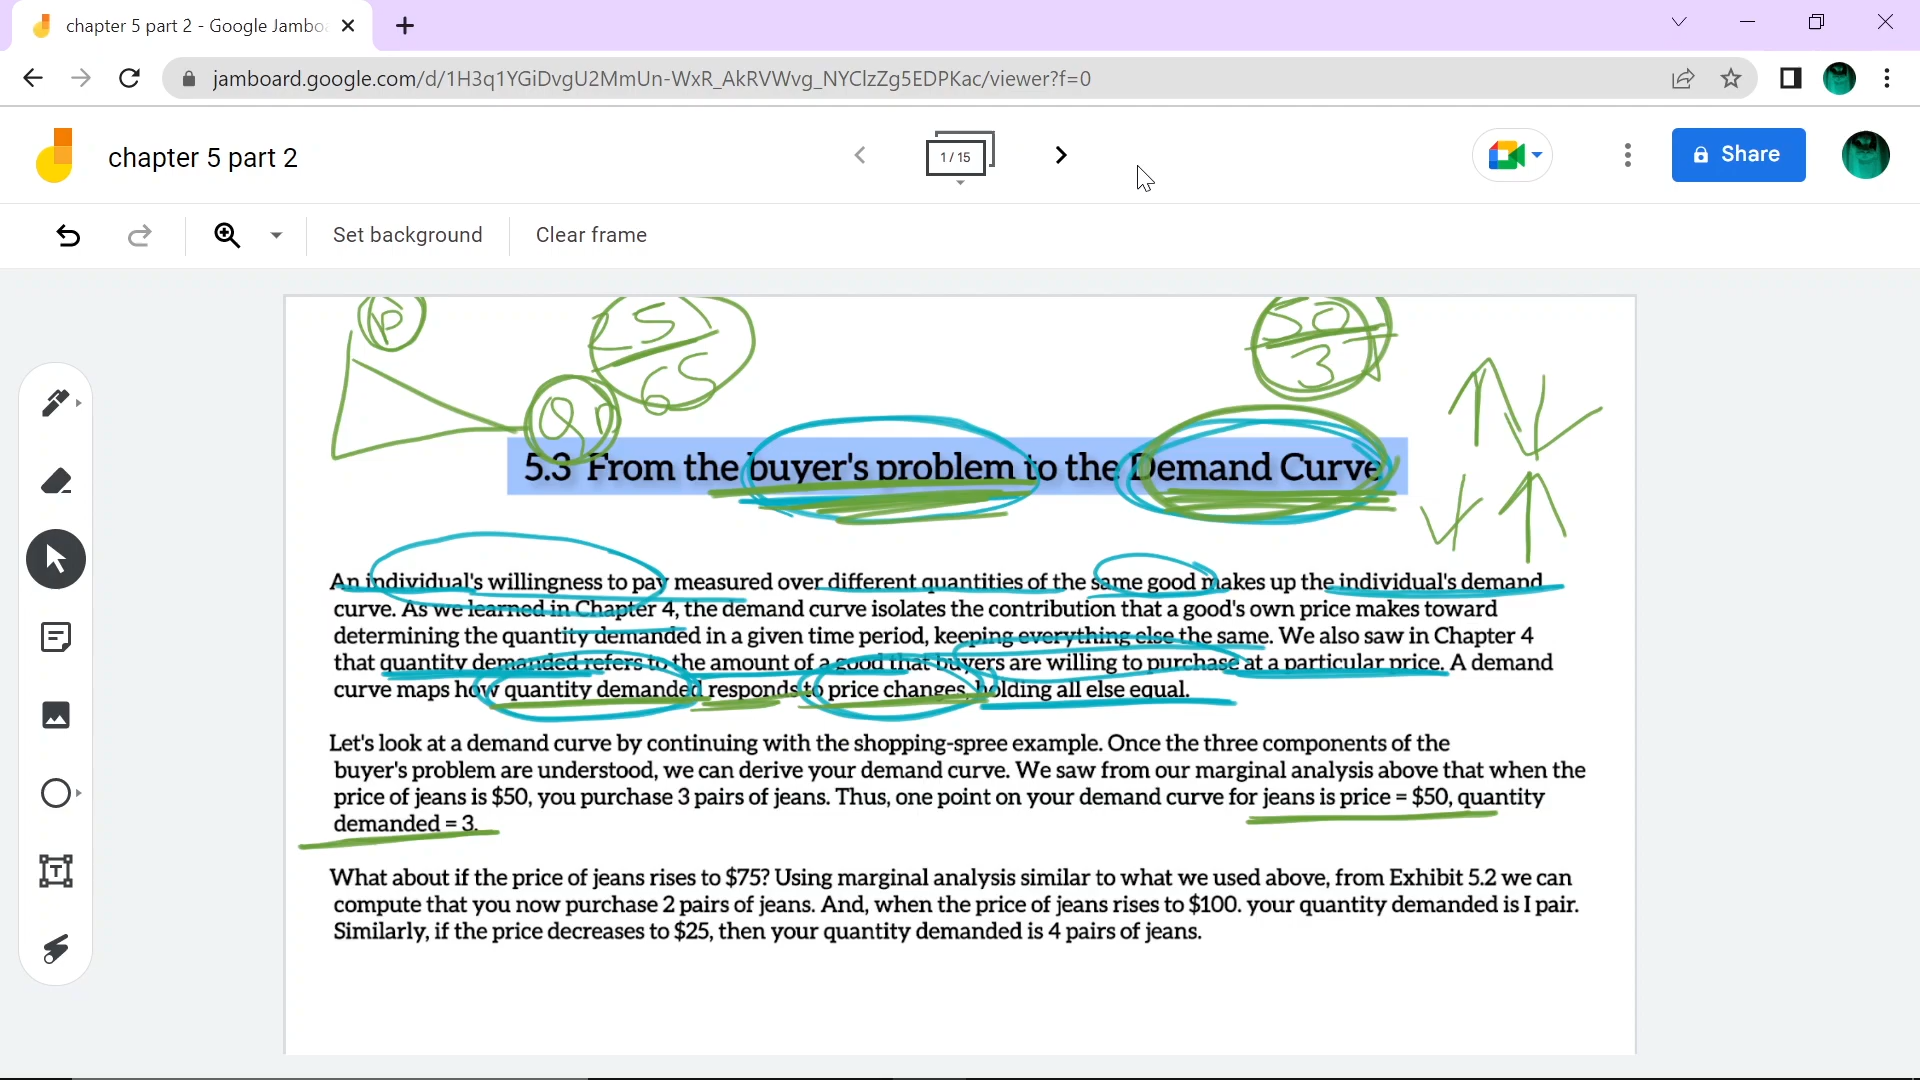 chapter 5 part 2 - Google Jambo
jamboard.google.com/d/1H3q1YGiDvgU2MmUn-WxR_AkRVWvg_NYClzZg5EDPKac/viewer?f=0
chapter 5 part 2
1 / 15
Share
Set background
Clear frame
P
65
50
3
5.3 From the buyer's problem to the Demand Curve
An individual's willingness to pay measured over different quantities of the same good makes up the individual's demand
curve. As we learned in Chapter 4, the demand curve isolates the contribution that a good's own price makes toward
determining the quantity demanded in a given time period, keeping everything else the same. We also saw in Chapter 4
that quantity demanded refers to the amount of a good that buyers are willing to purchase at a particular price. A demand
curve maps how quantity demanded responds to price changes, holding all else equal.
Let's look at a demand curve by continuing with the shopping-spree example. Once the three components of the
buyer's problem are understood, we can derive your demand curve. We saw from our marginal analysis above that when the
price of jeans is $50, you purchase 3 pairs of jeans. Thus, one point on your demand curve for jeans is price = $50, quantity
demanded = 3.
What about if the price of jeans rises to $75? Using marginal analysis similar to what we used above, from Exhibit 5.2 we can
compute that you now purchase 2 pairs of jeans. And, when the price of jeans rises to $100. your quantity demanded is I pair.
Similarly, if the price decreases to $25, then your quantity demanded is 4 pairs of jeans.